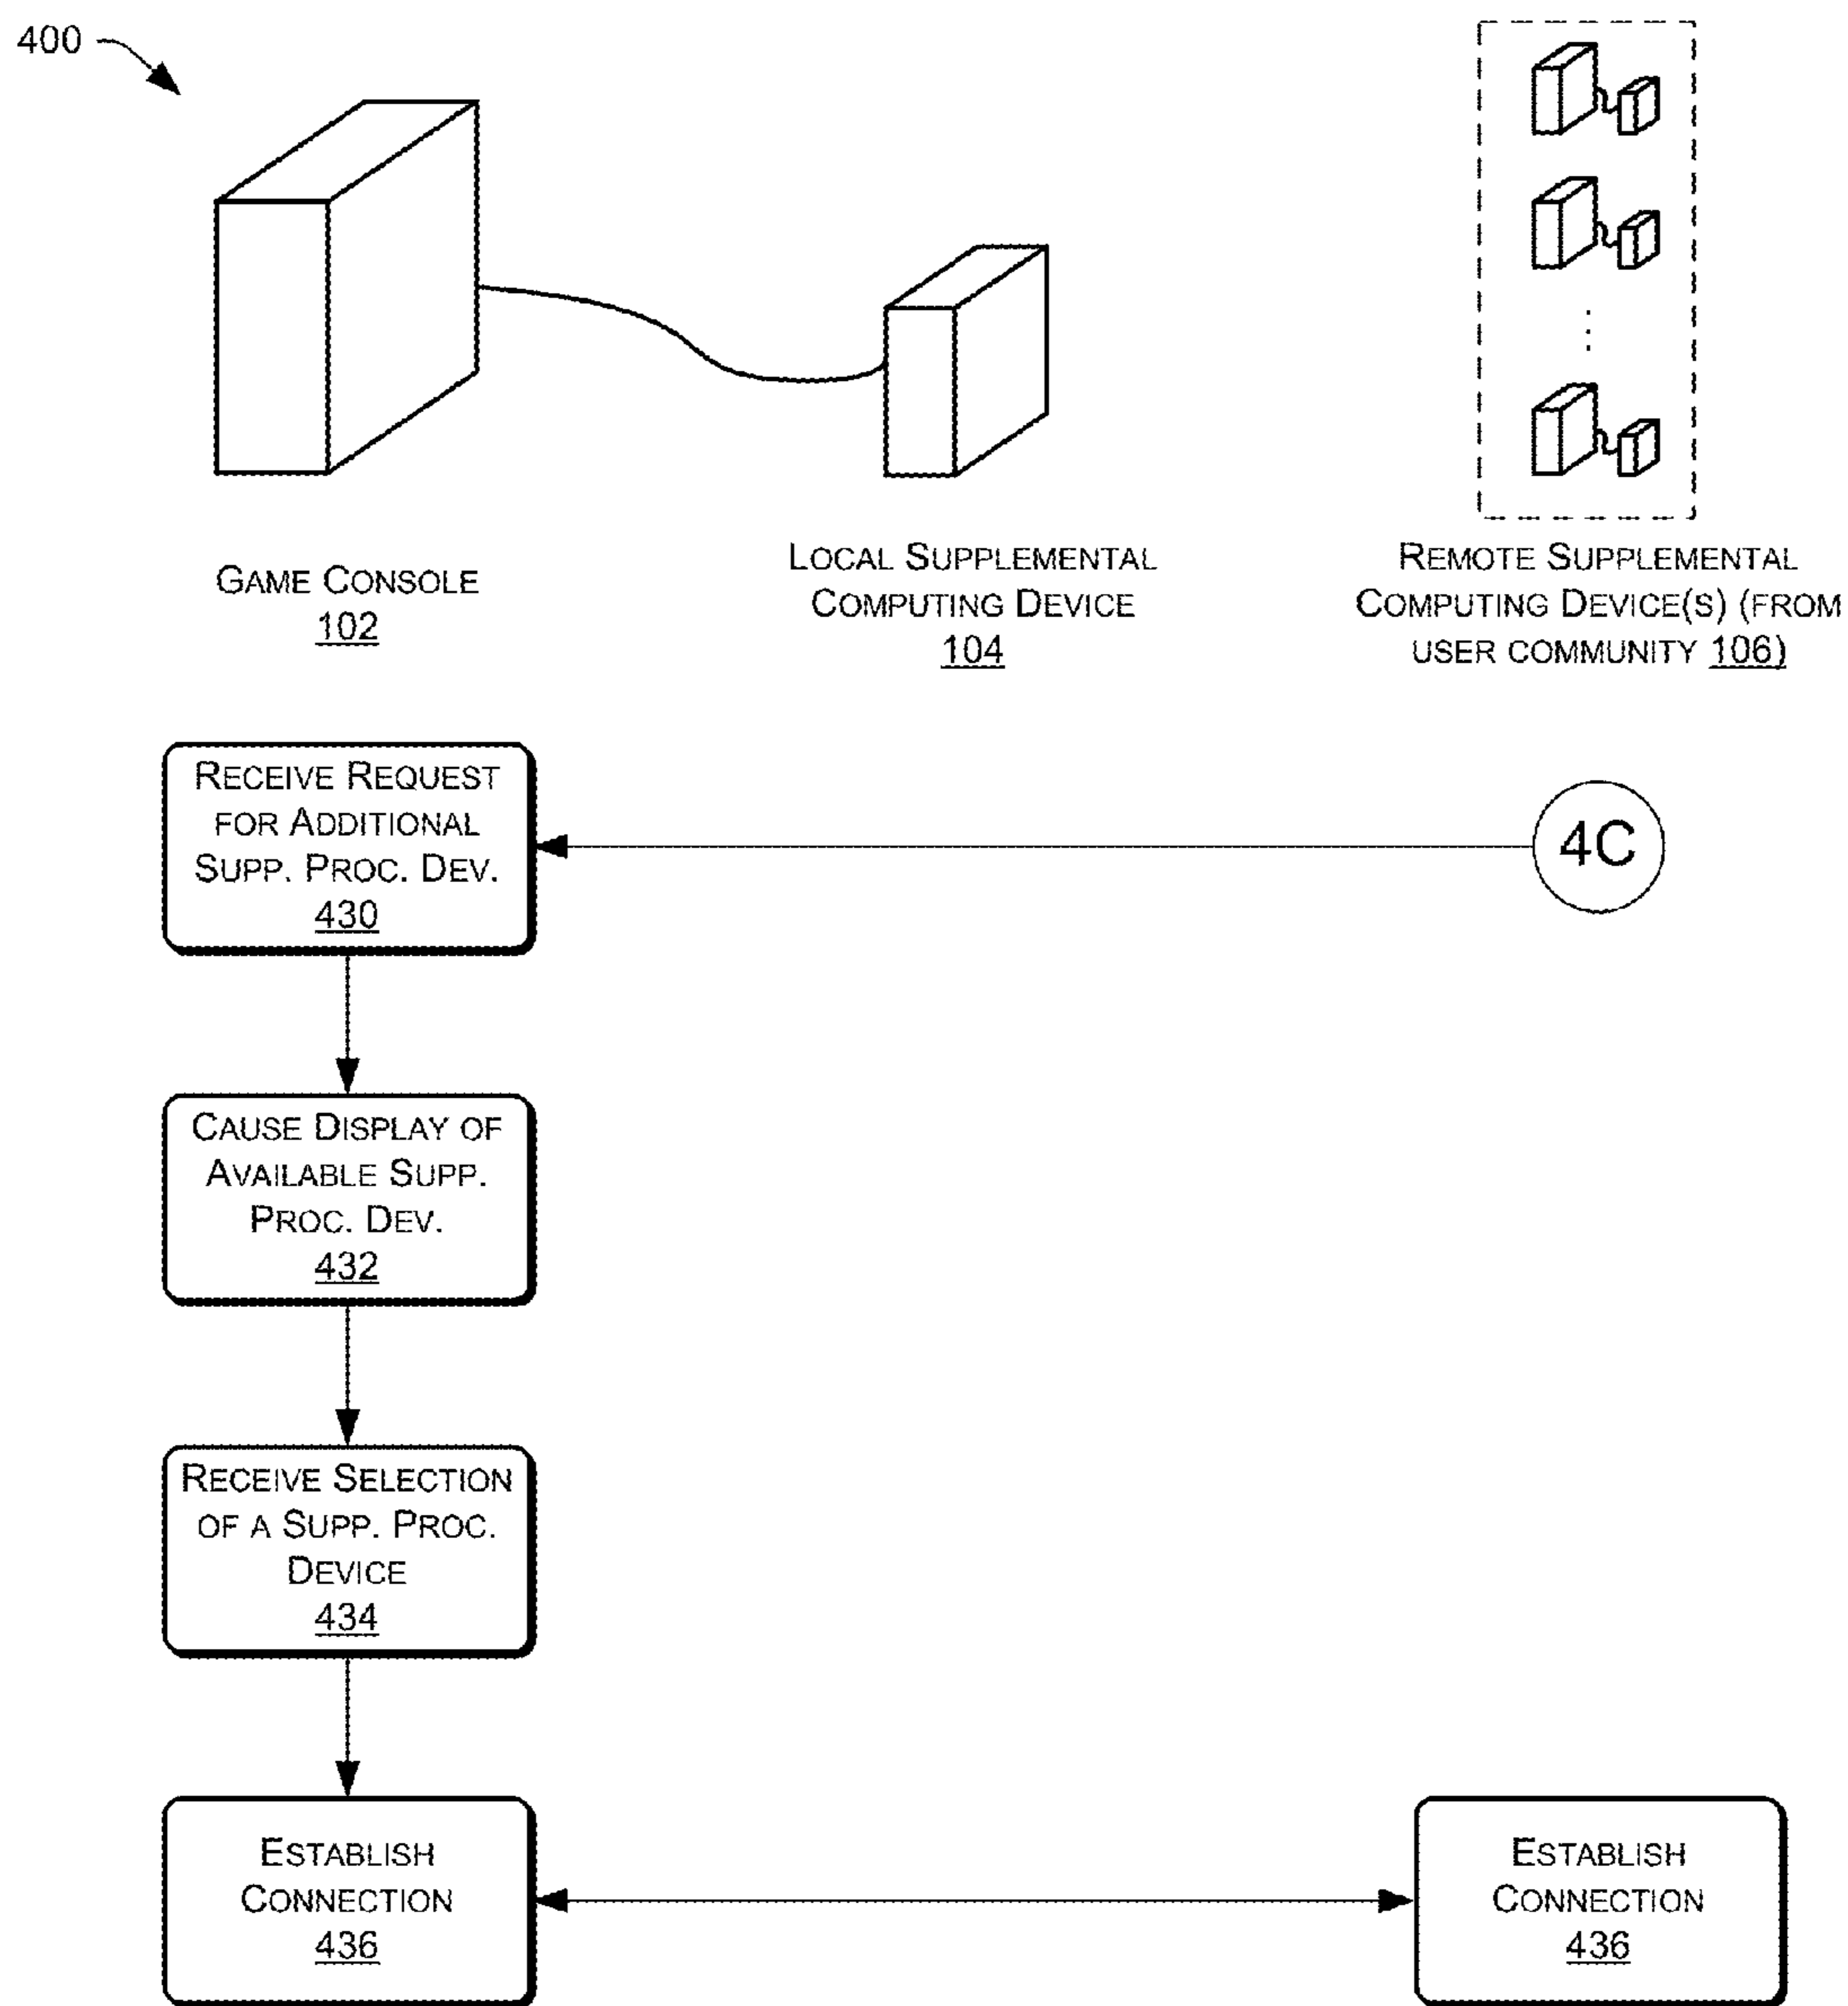 400
GAME CONSOLE
102
LOCAL SUPPLEMENTAL
COMPUTING DEVICE
104
REMOTE SUPPLEMENTAL
COMPUTING DEVICE(S) (FROM
USER COMMUNITY 106)
RECEIVE REQUEST
FOR ADDITIONAL
SUPP. PROC. DEV.
430
4C
CAUSE DISPLAY OF
AVAILABLE SUPP.
PROC. DEV.
432
RECEIVE SELECTION
OF A SUPP. PROC.
DEVICE
434
ESTABLISH
CONNECTION
436
ESTABLISH
CONNECTION
436